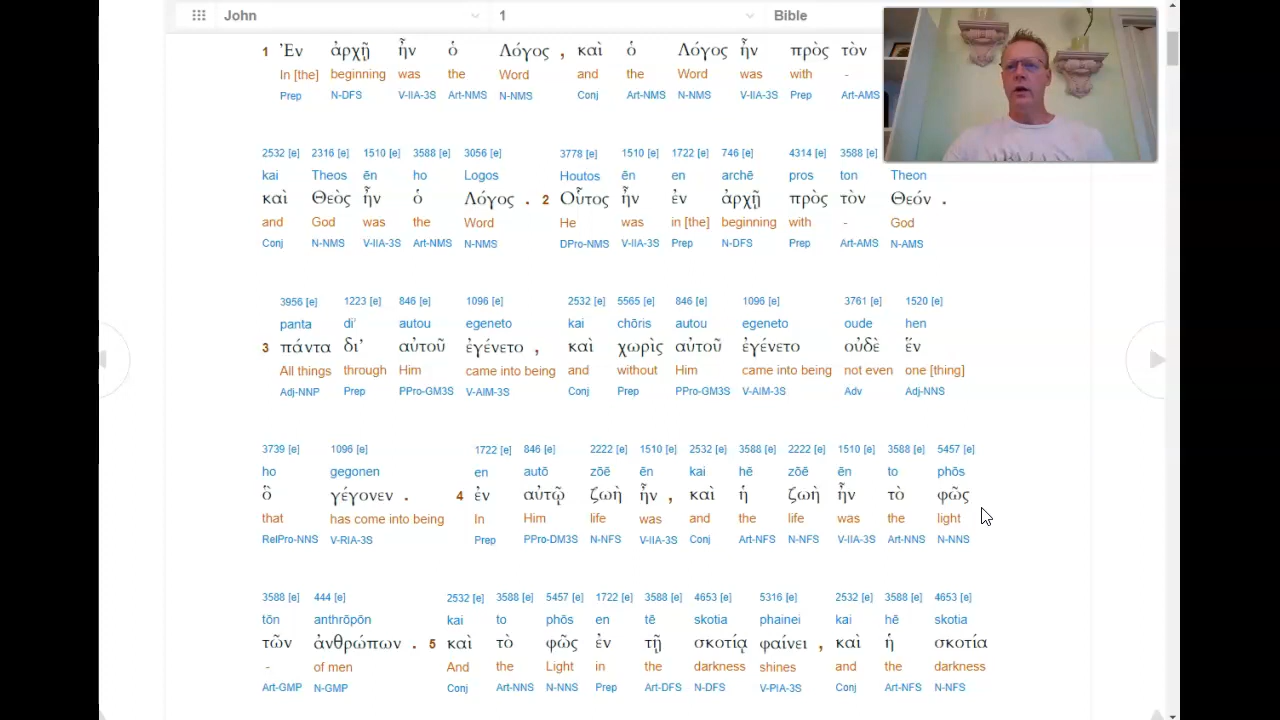 John 1 Bible
1 Ἐν ἀρχῇ ἦν ὁ Λόγος , καὶ ὁ Λόγος ἦν πρὸς τὸν
In [the] beginning was the Word and the Word was with -
Prep N-DFS V-IIA-3S Art-NMS N-NMS Conj Art-NMS N-NMS V-IIA-3S Prep Art-AMS
2532 [e] 2316 [e] 1510 [e] 3588 [e] 3056 [e] 3778 [e] 1510 [e] 1722 [e] 746 [e] 4314 [e] 3588 [e]
kai Theos ēn ho Logos Houtos ēn en archē pros ton Theon
καὶ Θεὸς ἦν ὁ Λόγος . 2 Οὗτος ἦν ἐν ἀρχῇ πρὸς τὸν Θεόν .
and God was the Word He was in [the] beginning with - God
Conj N-NMS V-IIA-3S Art-NMS N-NMS DPro-NMS V-IIA-3S Prep N-DFS Prep Art-AMS N-AMS
3956 [e] 1223 [e] 846 [e] 1096 [e] 2532 [e] 5565 [e] 846 [e] 1096 [e] 3761 [e] 1520 [e]
panta di’ autou egeneto kai chōris autou egeneto oude hen
3 πάντα δι’ αὐτοῦ ἐγένετο , καὶ χωρὶς αὐτοῦ ἐγένετο οὐδὲ ἕν
All things through Him came into being and without Him came into being not even one [thing]
Adj-NNP Prep PPro-GM3S V-AIM-3S Conj Prep PPro-GM3S V-AIM-3S Adv Adj-NNS
3739 [e] 1096 [e] 1722 [e] 846 [e] 2222 [e] 1510 [e] 2532 [e] 3588 [e] 2222 [e] 1510 [e] 3588 [e] 5457 [e]
ho gegonen en autō zōē ēn kai hē zōē ēn to phōs
ὃ γέγονεν . 4 ἐν αὐτῷ ζωὴ ἦν , καὶ ἡ ζωὴ ἦν τὸ φῶς
that has come into being In Him life was and the life was the light
RelPro-NNS V-RIA-3S Prep PPro-DM3S N-NFS V-IIA-3S Conj Art-NFS N-NFS V-IIA-3S Art-NNS N-NNS
3588 [e] 444 [e] 2532 [e] 3588 [e] 5457 [e] 1722 [e] 3588 [e] 4653 [e] 5316 [e] 2532 [e] 3588 [e] 4653 [e]
tōn anthrōpōn kai to phōs en tē skotia phainei kai hē skotia
τῶν ἀνθρώπων . 5 καὶ τὸ φῶς ἐν τῇ σκοτίᾳ φαίνει , καὶ ἡ σκοτία
- of men And the Light in the darkness shines and the darkness
Art-GMP N-GMP Conj Art-NNS N-NNS Prep Art-DFS N-DFS V-PIA-3S Conj Art-NFS N-NFS